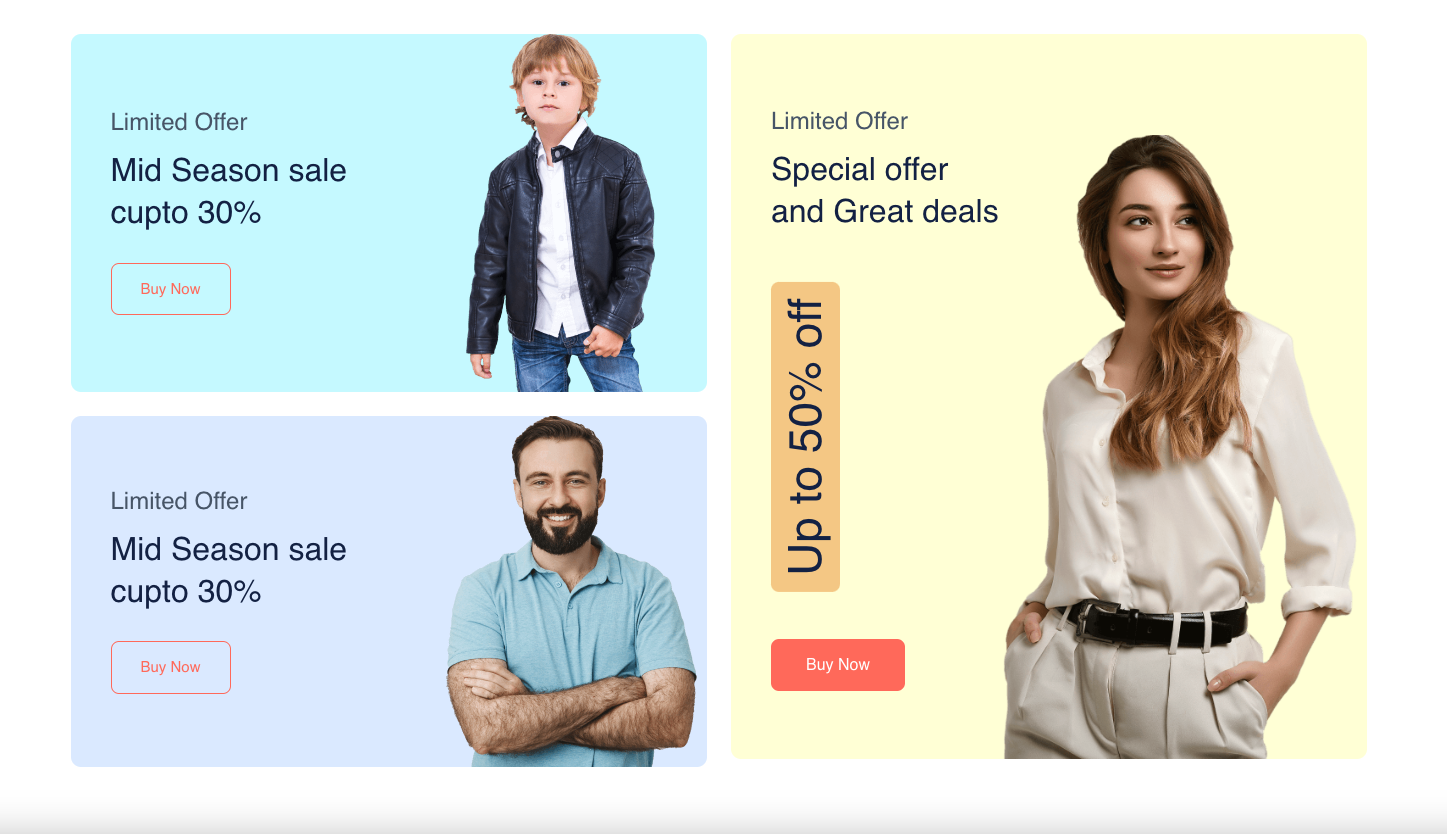 Limited Offer
Mid Season sale
cupto 30%
Buy Now
Limited Offer
Mid Season sale
cupto 30%
Buy Now
Limited Offer
Special offer
and Great deals
Up to 50% off
Buy Now